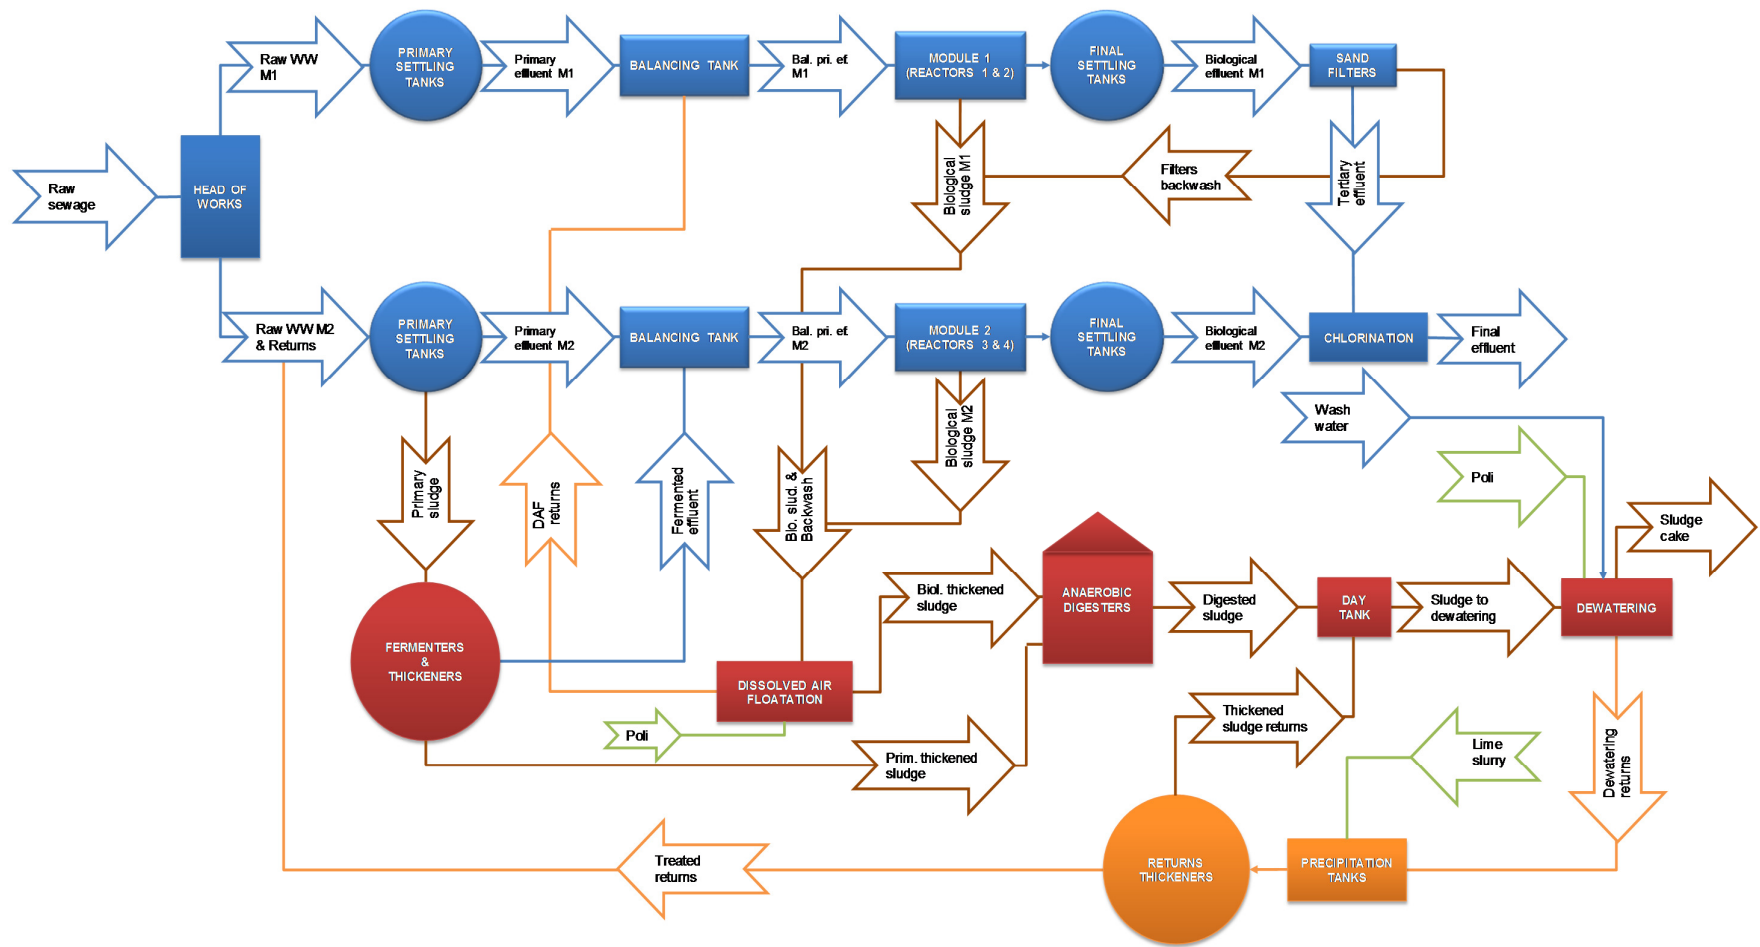 Raw WW
M1
PRIMARY
SETTLING
TANKS
Primary
effluent M1
BALANCING TANK
Bal. pri. ef.
M1
MODULE 1
(REACTORS 1 & 2)
FINAL
SETTLING
TANKS
Biological
effluent M1
SAND
FILTERS
Raw
sewage
HEAD OF
WORKS
Biological
sludge M1
Filters
backwash
Tertiary
effluent
Raw WW M2
& Returns
PRIMARY
SETTLING
TANKS
Primary
effluent M2
BALANCING TANK
Bal. pri. ef.
M2
MODULE 2
(REACTORS 3 & 4)
FINAL
SETTLING
TANKS
Biological
effluent M2
CHLORINATION
Final
effluent
Primary
sludge
DAF
returns
Fermented
effluent
Bio. slud. &
Backwash
Biological
sludge M2
Wash
water
Poli
Sludge
cake
FERMENTERS
&
THICKENERS
DISSOLVED AIR
FLOATATION
Poli
Biol. thickened
sludge
ANAEROBIC
DIGESTERS
Digested
sludge
DAY
TANK
Sludge to
dewatering
DEWATERING
Prim. thickened
sludge
Thickened
sludge returns
Lime
slurry
Dewatering
returns
Treated
returns
RETURNS
THICKENERS
PRECIPITATION
TANKS